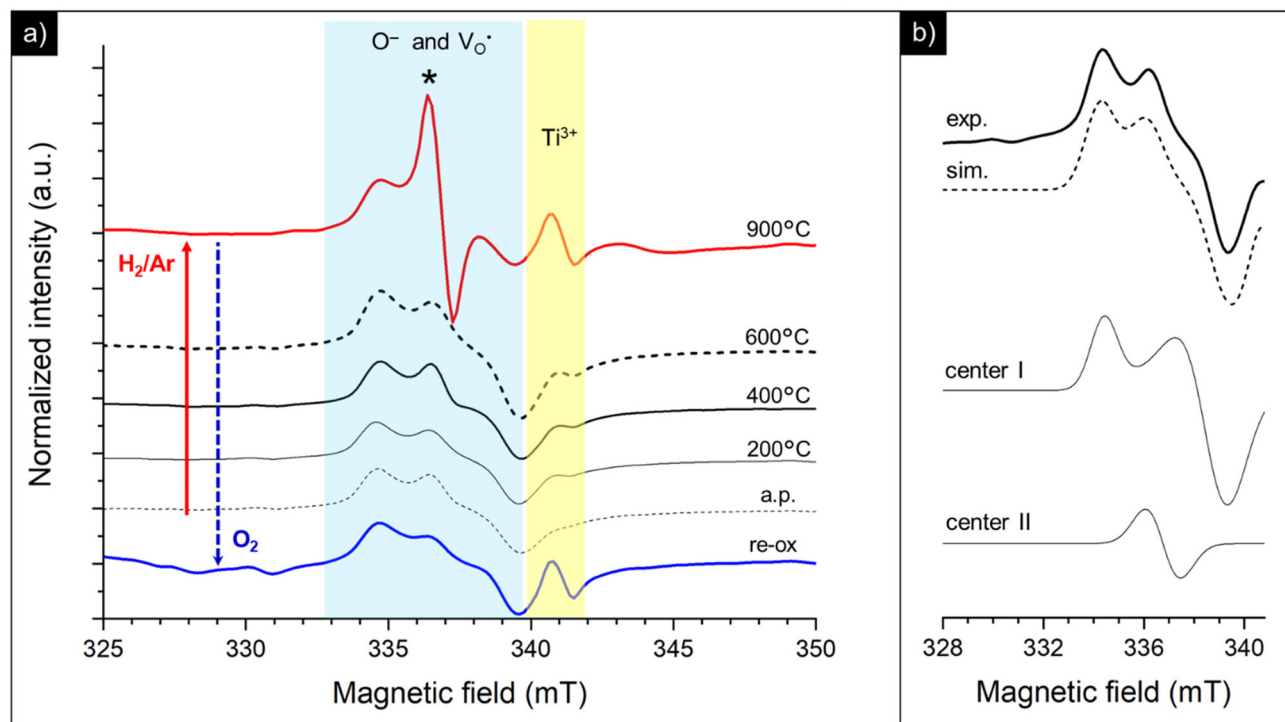 a)
O⁻ and V_O•
*
Ti³⁺
900°C
H₂/Ar
600°C
400°C
200°C
a.p.
O₂
re-ox
Normalized intensity (a.u.)
325 330 335 340 345 350
Magnetic field (mT)
b)
exp.
sim.
center I
center II
328 332 336 340
Magnetic field (mT)